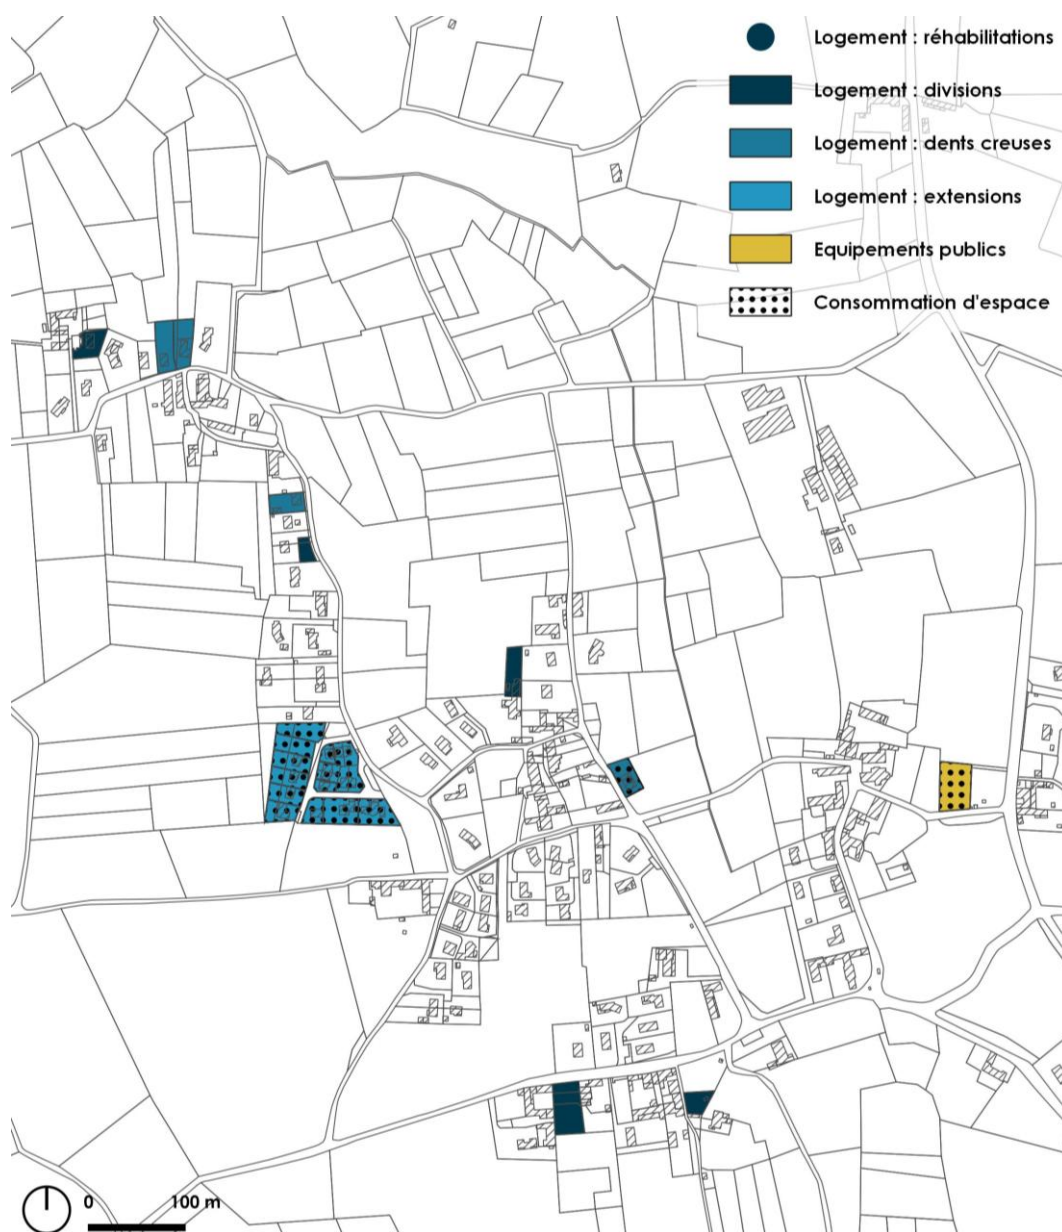 Logement : réhabilitations
Logement : divisions
Logement : dents creuses
Logement : extensions
Equipements publics
Consommation d'espace
0 100 m